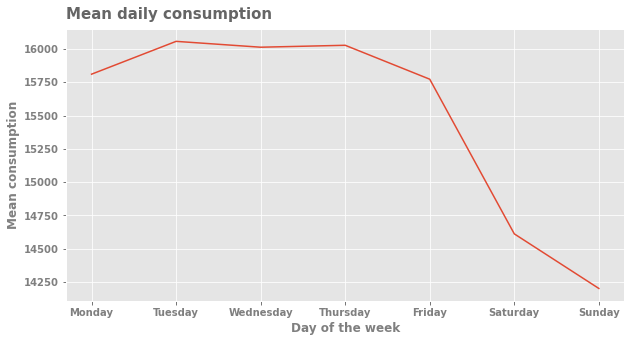 Mean daily consumption
Mean consumption
16000
15750
15500
15250
15000
14750
14500
14250
Monday Tuesday Wednesday Thursday Friday Saturday Sunday
Day of the week